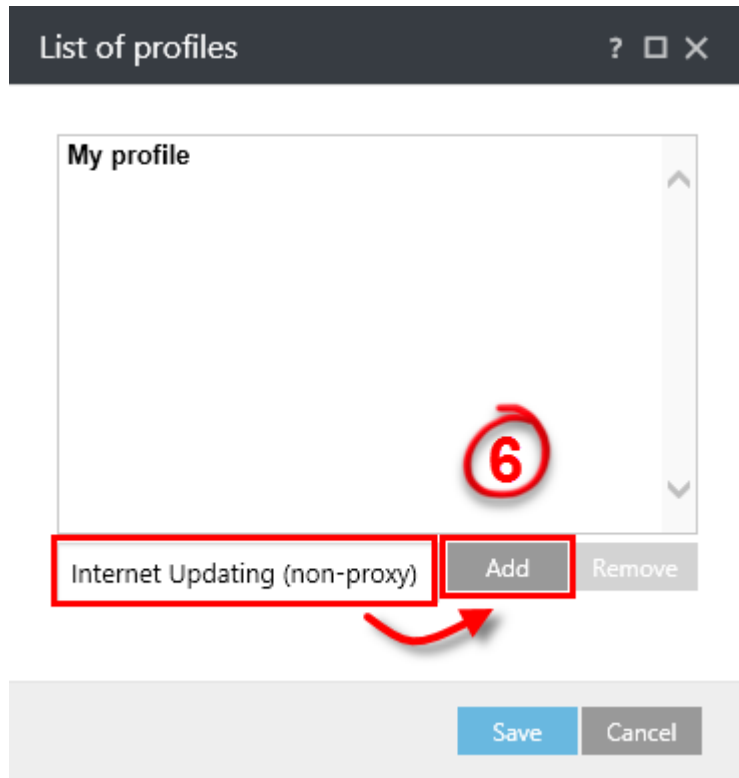 List of profiles ?
My profile
6
Internet Updating (non-proxy) Add Remove
Save Cancel